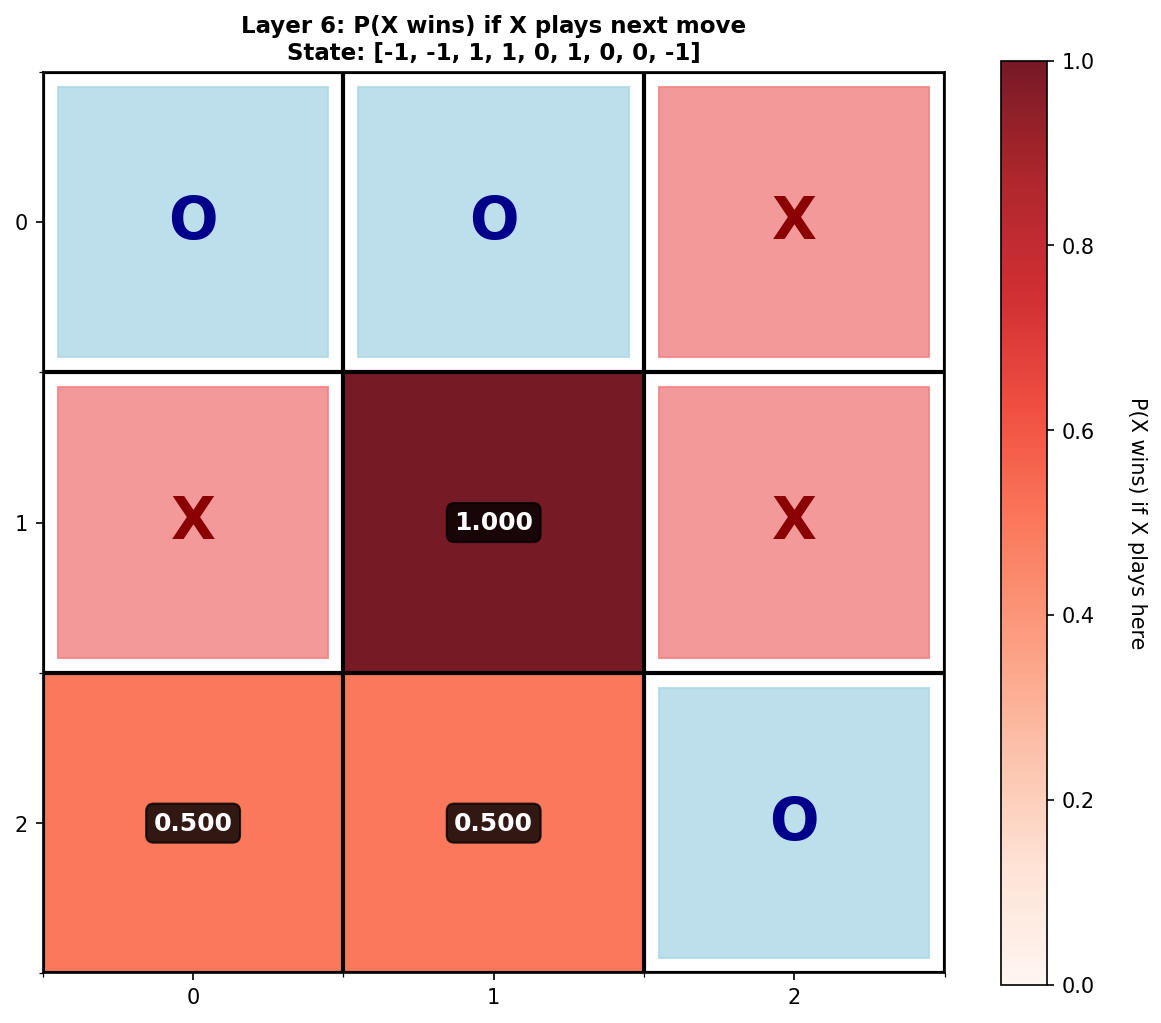 Layer 6: P(X wins) if X plays next move
State: [-1, -1, 1, 1, 0, 1, 0, 0, -1]
0
O
O
X
1
X
1.000
X
2
0.500
0.500
O
0
1
2
1.0
0.8
0.6
0.4
0.2
0.0
P(X wins) if X plays here